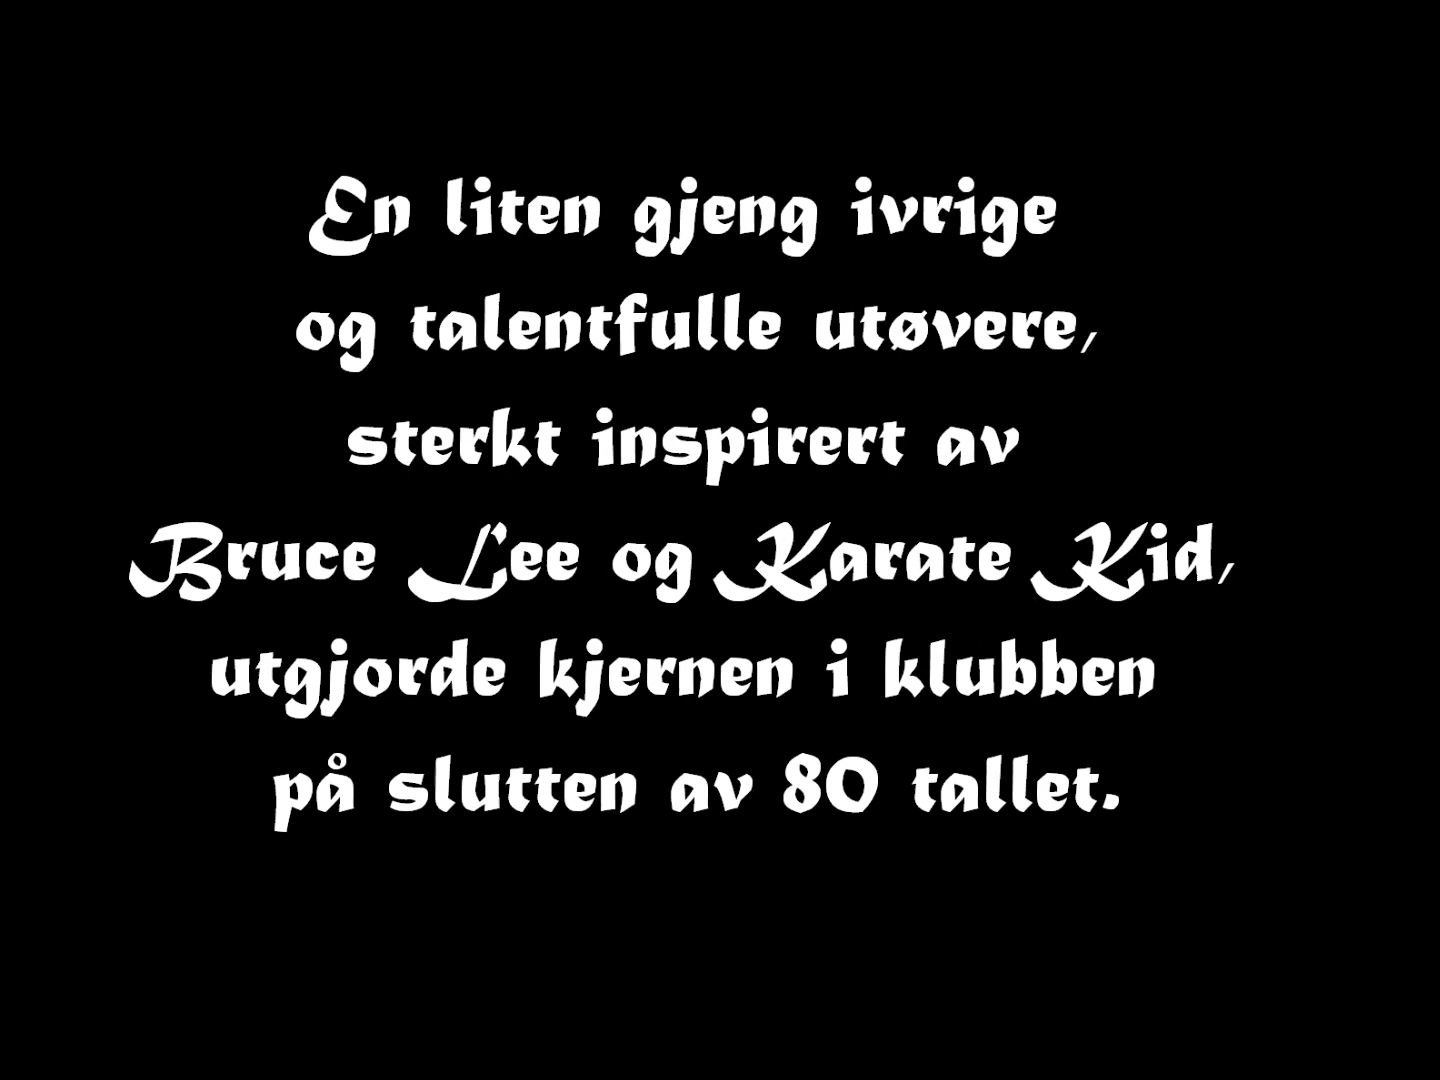 En liten gjeng ivrige
og talentfulle utøvere,
sterkt inspirert av
Bruce Lee og Karate Kid,
utgjorde kjernen i klubben
på slutten av 80 tallet.